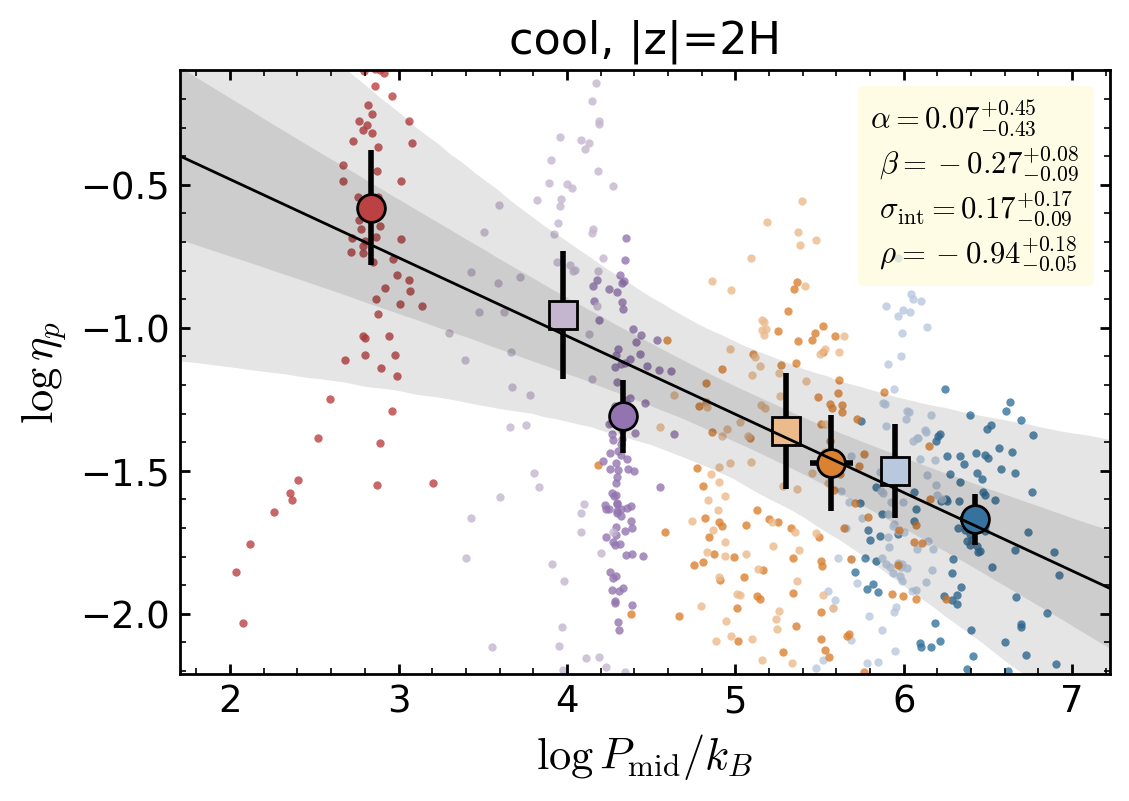 cool, |z|=2H
α = 0.07^{+0.45}_{−0.43}
β = −0.27^{+0.08}_{−0.09}
σ_int = 0.17^{+0.17}_{−0.09}
ρ = −0.94^{+0.18}_{−0.05}
−0.5
−1.0
−1.5
−2.0
log η_p
2 3 4 5 6 7
log P_mid/k_B